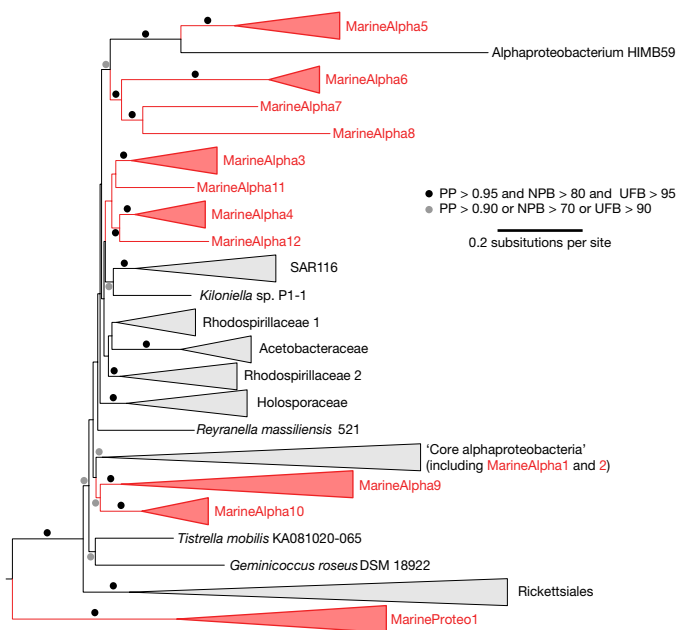 MarineAlpha5
Alphaproteobacterium HIMB59
MarineAlpha6
MarineAlpha7
MarineAlpha8
MarineAlpha3
MarineAlpha11
MarineAlpha4
MarineAlpha12
PP > 0.95 and NPB > 80 and UFB > 95
PP > 0.90 or NPB > 70 or UFB > 90
0.2 subsitutions per site
SAR116
Kiloniella sp. P1-1
Rhodospirillaceae 1
Acetobacteraceae
Rhodospirillaceae 2
Holosporaceae
Reyranella massiliensis 521
‘Core alphaproteobacteria’
(including MarineAlpha1 and 2)
MarineAlpha9
MarineAlpha10
Tistrella mobilis KA081020-065
Geminicoccus roseus DSM 18922
Rickettsiales
MarineProteo1